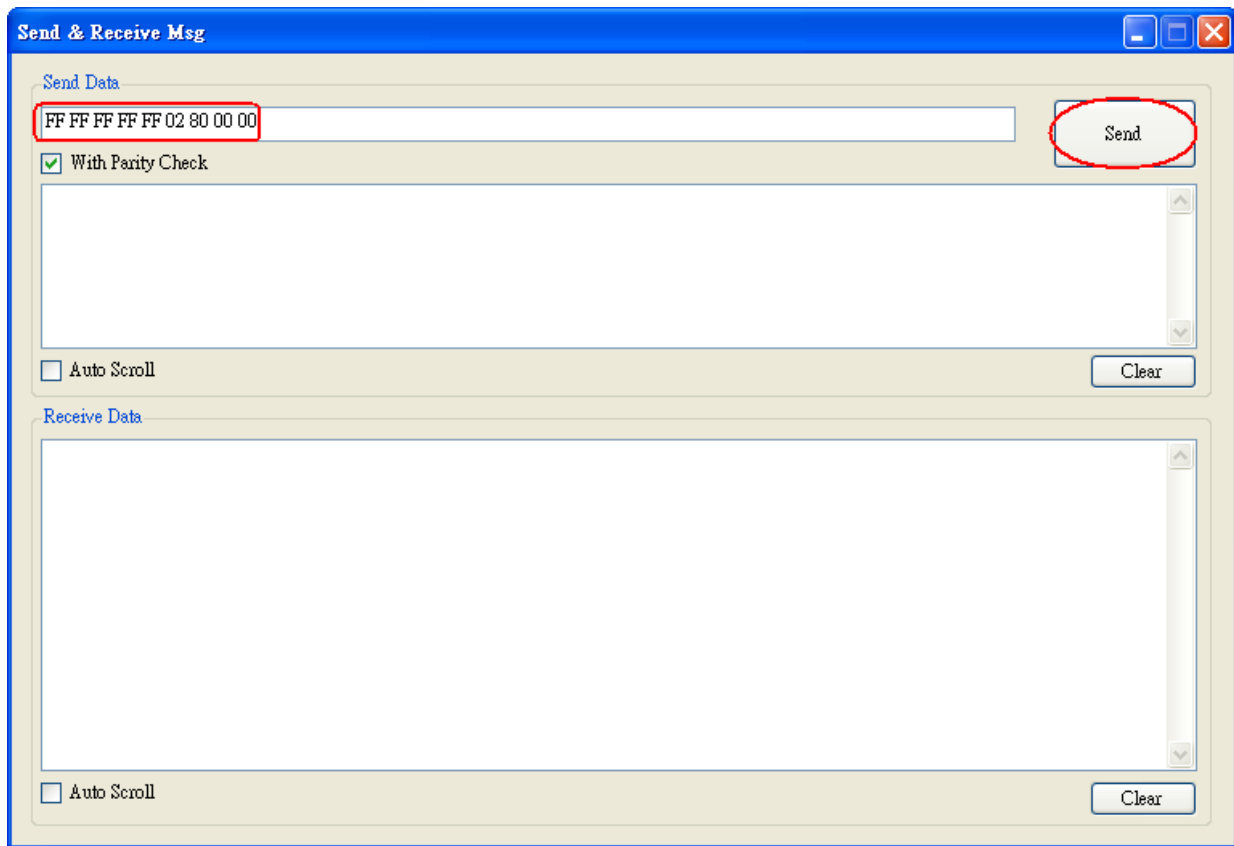 Send & Receive Msg
Send Data
FF FF FF FF FF 02 80 00 00
Send
With Parity Check
Auto Scroll
Clear
Receive Data
Auto Scroll
Clear